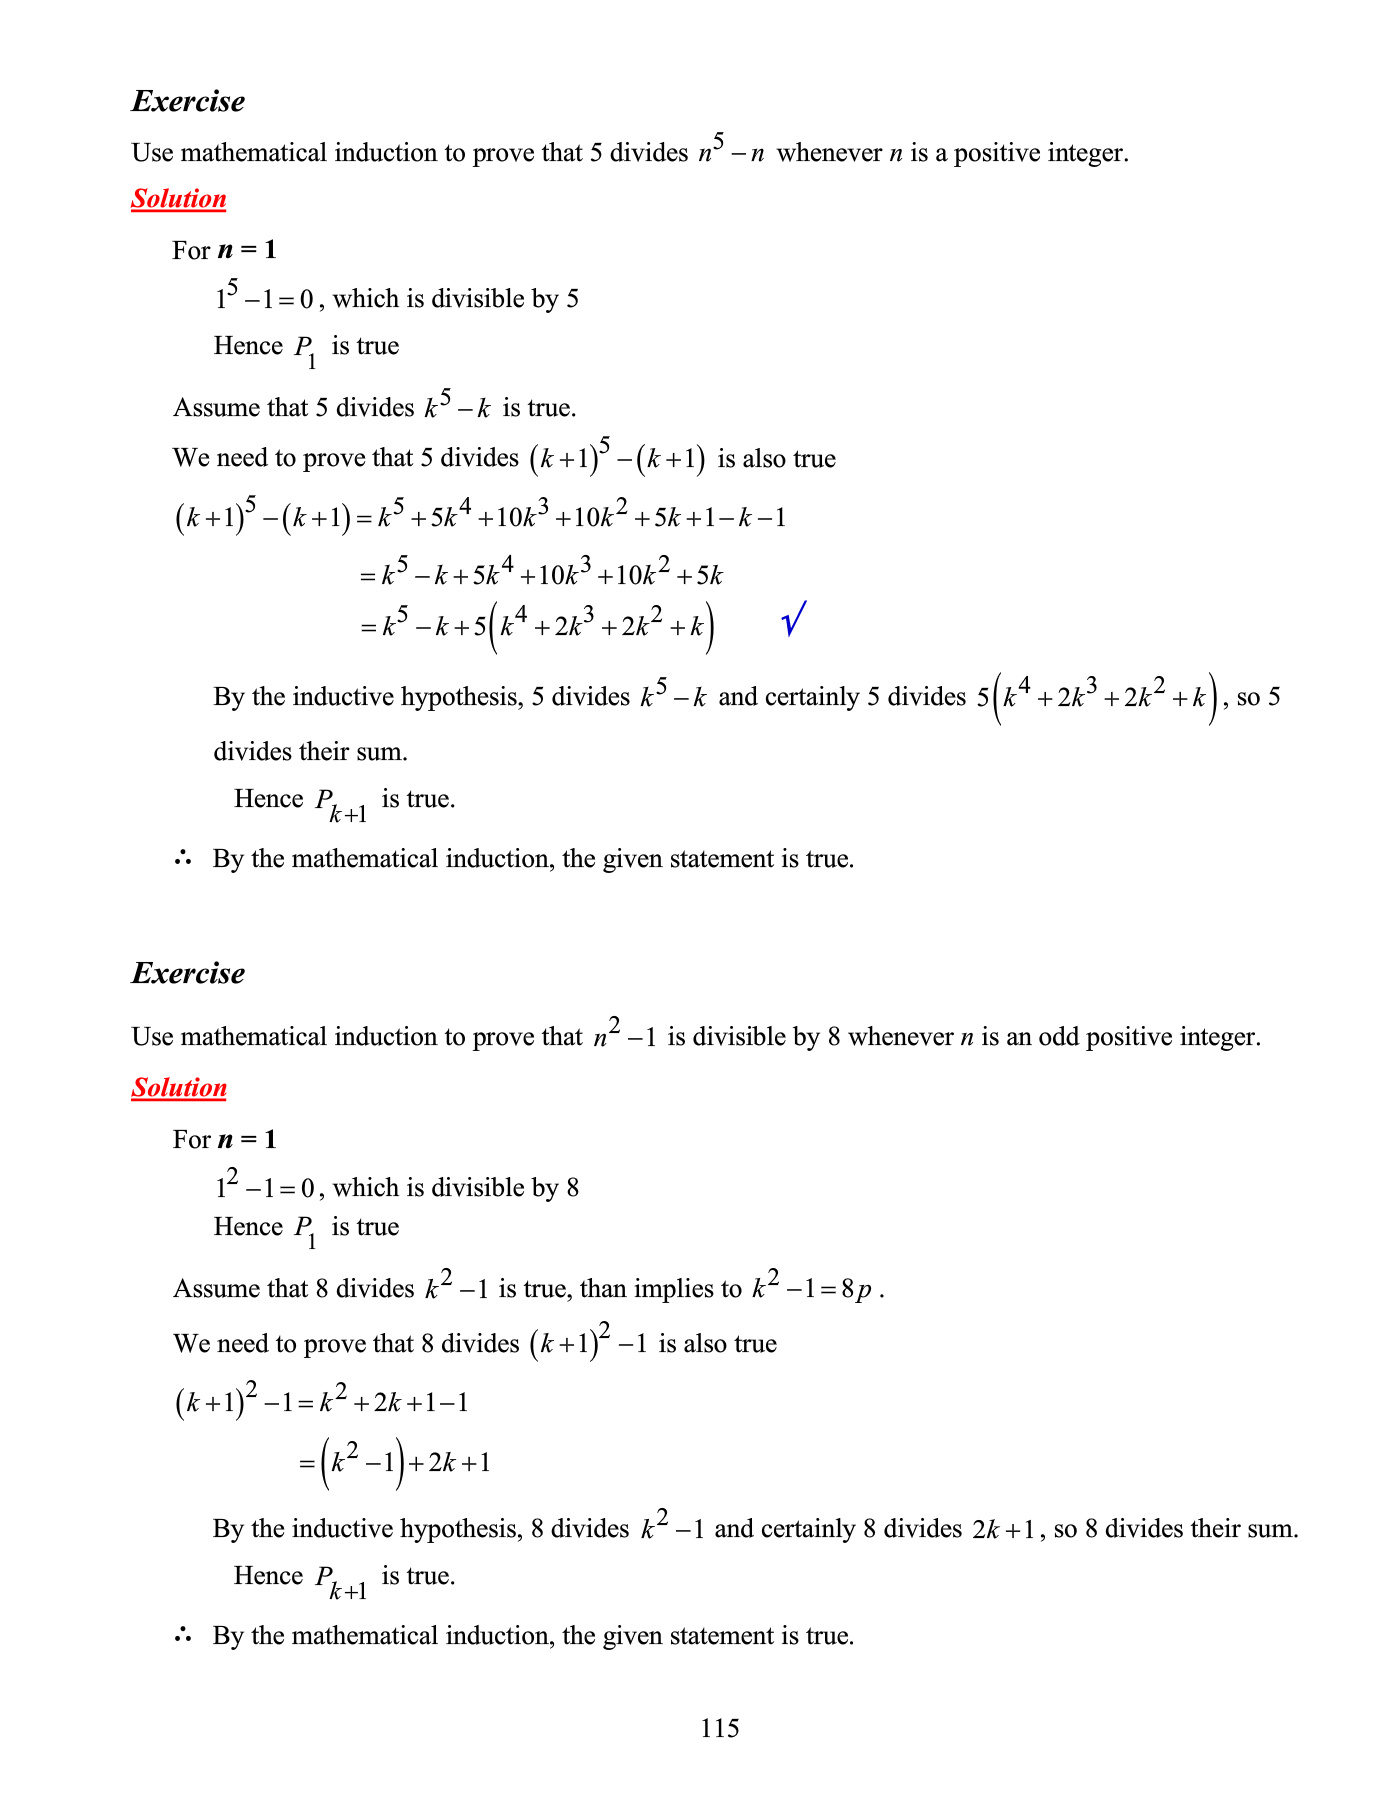 Exercise
Use mathematical induction to prove that 5 divides n^5 − n whenever n is a positive integer.
Solution
For n = 1
1^5 − 1 = 0, which is divisible by 5
Hence P_1 is true
Assume that 5 divides k^5 − k is true.
We need to prove that 5 divides (k+1)^5 − (k+1) is also true
(k+1)^5 − (k+1) = k^5 + 5k^4 + 10k^3 + 10k^2 + 5k + 1 − k − 1
= k^5 − k + 5k^4 + 10k^3 + 10k^2 + 5k
= k^5 − k + 5(k^4 + 2k^3 + 2k^2 + k) √
By the inductive hypothesis, 5 divides k^5 − k and certainly 5 divides 5(k^4 + 2k^3 + 2k^2 + k), so 5
divides their sum.
Hence P_{k+1} is true.
∴ By the mathematical induction, the given statement is true.
Exercise
Use mathematical induction to prove that n^2 − 1 is divisible by 8 whenever n is an odd positive integer.
Solution
For n = 1
1^2 − 1 = 0, which is divisible by 8
Hence P_1 is true
Assume that 8 divides k^2 − 1 is true, than implies to k^2 − 1 = 8p.
We need to prove that 8 divides (k+1)^2 − 1 is also true
(k+1)^2 − 1 = k^2 + 2k + 1 − 1
= (k^2 − 1) + 2k + 1
By the inductive hypothesis, 8 divides k^2 − 1 and certainly 8 divides 2k + 1, so 8 divides their sum.
Hence P_{k+1} is true.
∴ By the mathematical induction, the given statement is true.
115